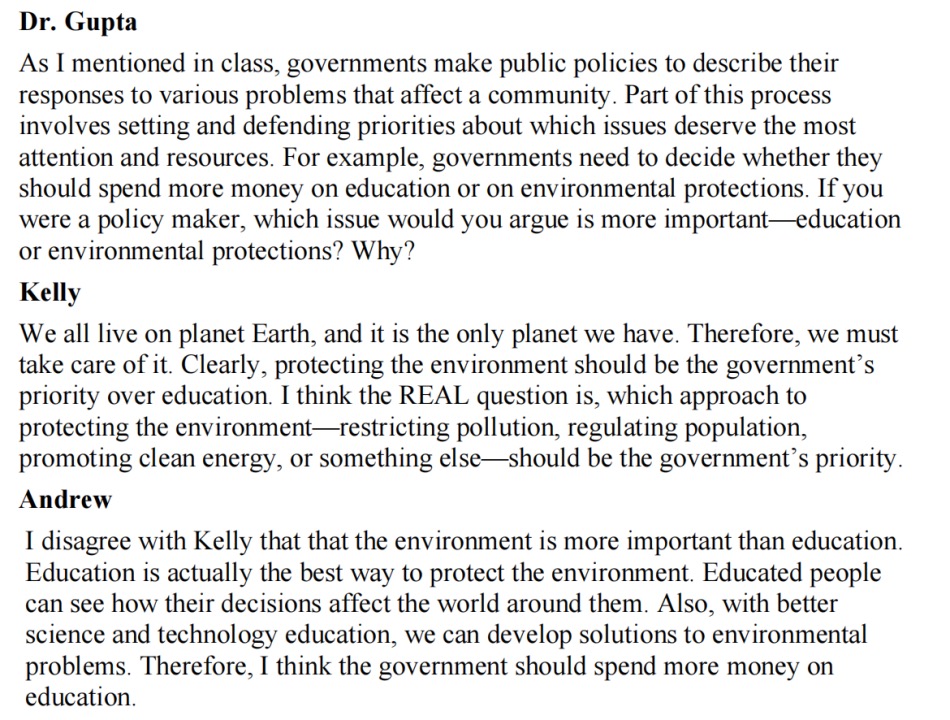 Dr. Gupta
As I mentioned in class, governments make public policies to describe their
responses to various problems that affect a community. Part of this process
involves setting and defending priorities about which issues deserve the most
attention and resources. For example, governments need to decide whether they
should spend more money on education or on environmental protections. If you
were a policy maker, which issue would you argue is more important—education
or environmental protections? Why?
Kelly
We all live on planet Earth, and it is the only planet we have. Therefore, we must
take care of it. Clearly, protecting the environment should be the government’s
priority over education. I think the REAL question is, which approach to
protecting the environment—restricting pollution, regulating population,
promoting clean energy, or something else—should be the government’s priority.
Andrew
I disagree with Kelly that that the environment is more important than education.
Education is actually the best way to protect the environment. Educated people
can see how their decisions affect the world around them. Also, with better
science and technology education, we can develop solutions to environmental
problems. Therefore, I think the government should spend more money on
education.